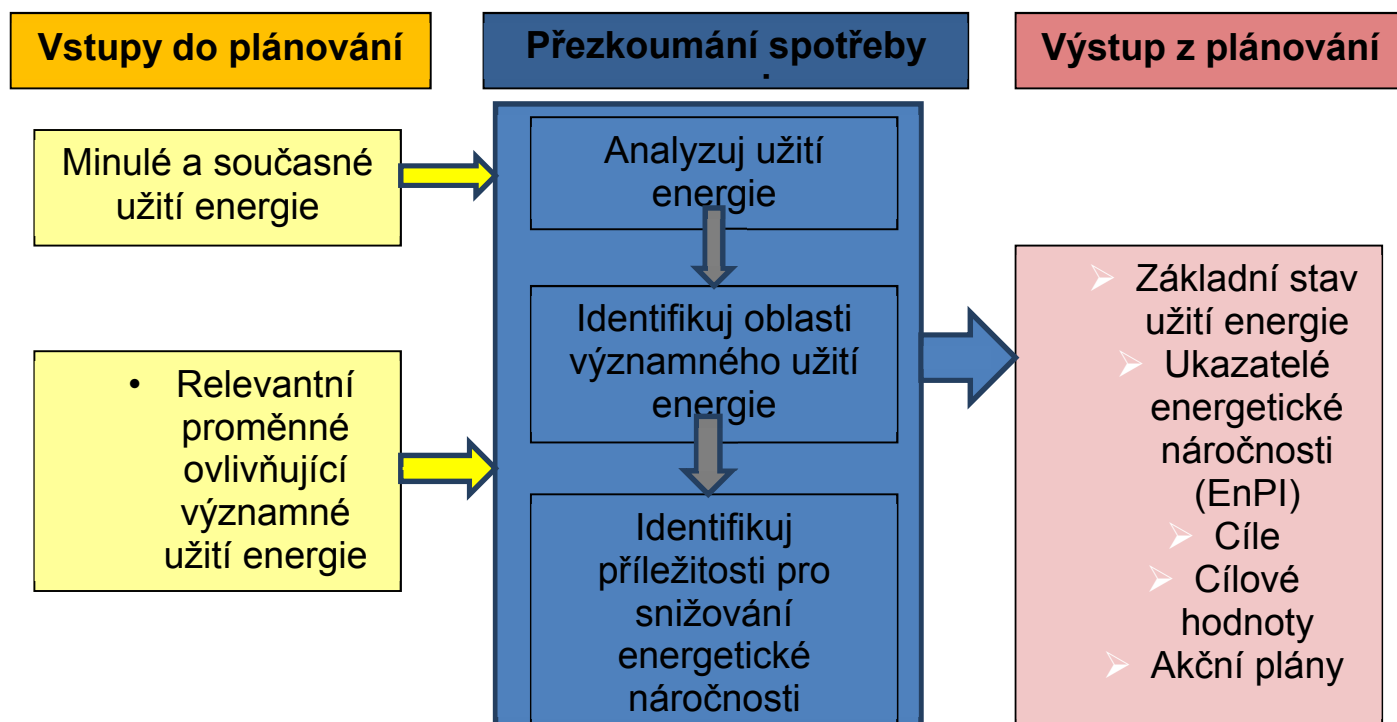 Vstupy do plánování
Přezkoumání spotřeby
Výstup z plánování
Minulé a současné
užití energie
• Relevantní
proměnné
ovlivňující
významné
užití energie
Analyzuj užití
energie
Identifikuj oblasti
významného užití
energie
Identifikuj
příležitosti pro
snižování
energetické
náročnosti
➢ Základní stav
užití energie
➢ Ukazatelé
energetické
náročnosti
(EnPI)
➢ Cíle
➢ Cílové
hodnoty
➢ Akční plány